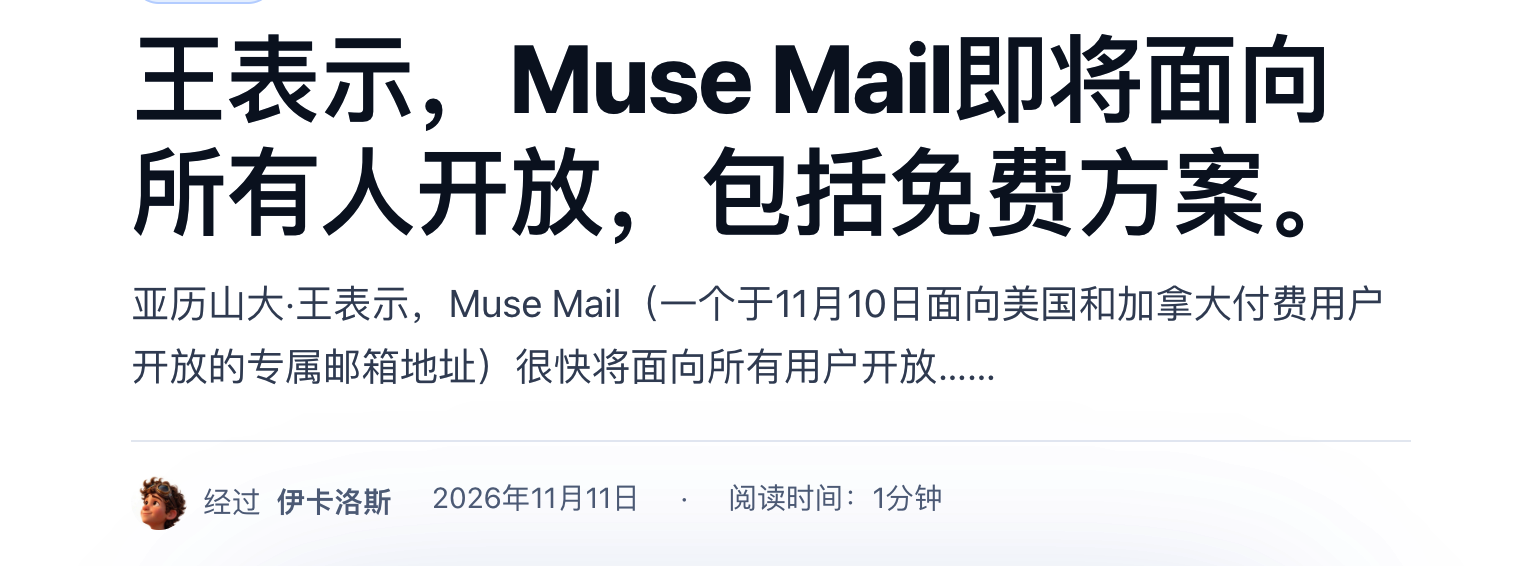 王表示，Muse Mail即将面向
所有人开放，包括免费方案。
亚历山大·王表示，Muse Mail（一个于11月10日面向美国和加拿大付费用户
开放的专属邮箱地址）很快将面向所有用户开放……
经过 伊卡洛斯 2026年11月11日 · 阅读时间：1分钟